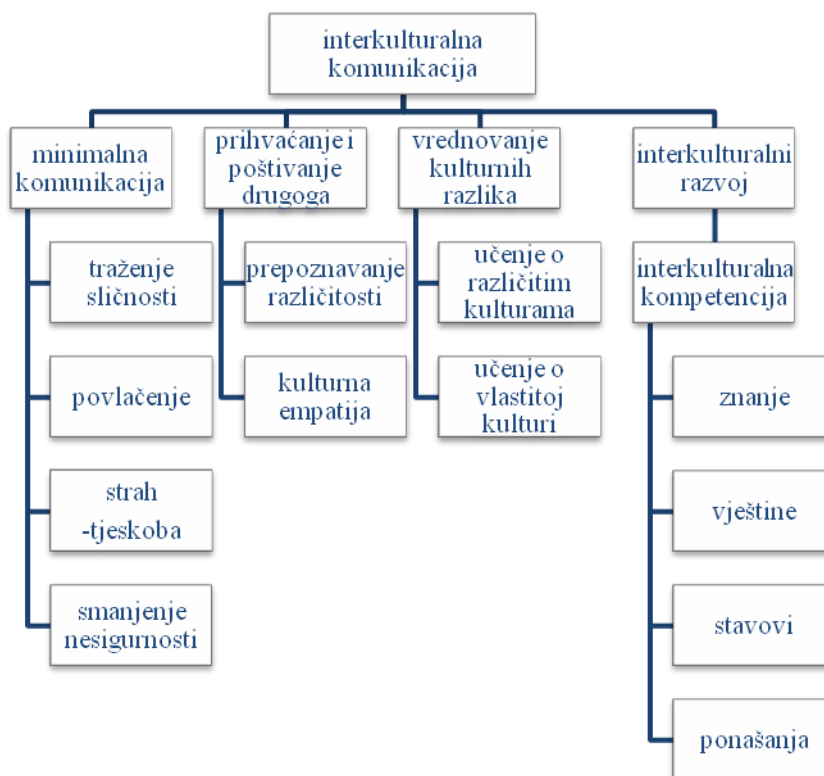 interkulturalna
komunikacija
minimalna
komunikacija
prihvaćanje i
poštivanje
drugoga
vrednovanje
kulturnih
razlika
interkulturalni
razvoj
traženje
sličnosti
prepoznavanje
različitosti
učenje o
različitim
kulturama
interkulturalna
kompetencija
povlačenje
kulturna
empatija
učenje o
vlastitoj
kulturi
znanje
strah
-tjeskoba
vještine
smanjenje
nesigurnosti
stavovi
ponašanja